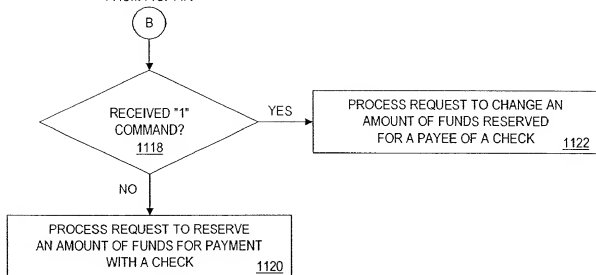 B
RECEIVED "1"
COMMAND?
1118
YES
PROCESS REQUEST TO CHANGE AN
AMOUNT OF FUNDS RESERVED
FOR A PAYEE OF A CHECK
1122
NO
PROCESS REQUEST TO RESERVE
AN AMOUNT OF FUNDS FOR PAYMENT
WITH A CHECK
1120